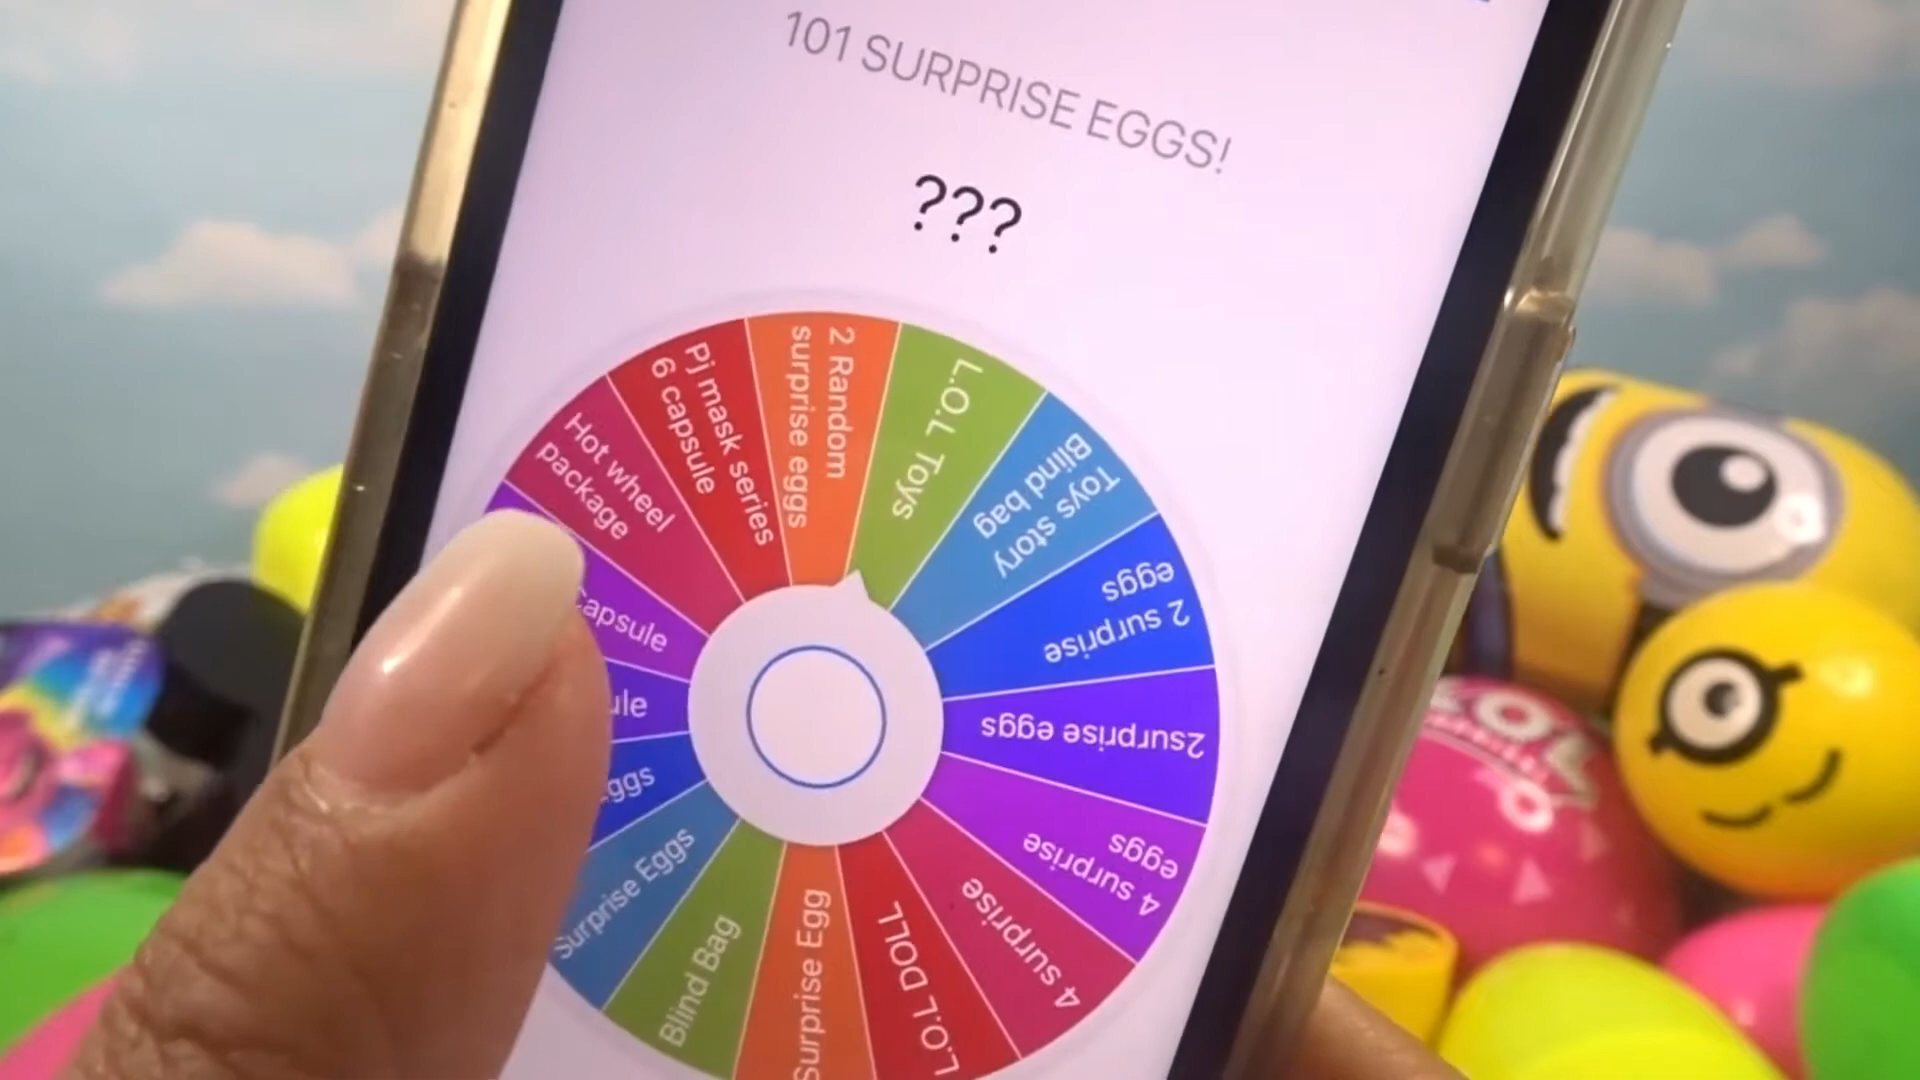 101 SURPRISE EGGS!
???
2 Random
surprise eggs
L.O.L Toys
Toys story
Blind bag
2 surprise
eggs
2surprise eggs
4 surprise
eggs
4 surprise
L.O.L DOLL
Surprise Egg
Blind Bag
Surprise Eggs
Hot wheel
package
Pj mask series
6 capsule
LOL